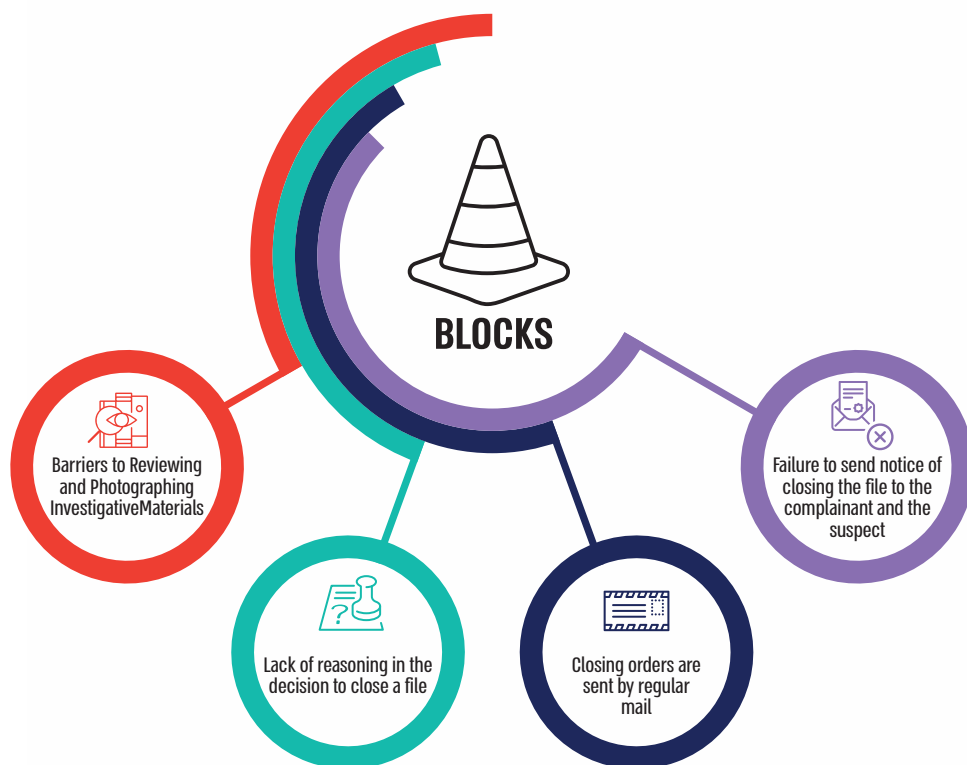 BLOCKS
Barriers to Reviewing
and Photographing
InvestigativeMaterials
Lack of reasoning in the
decision to close a file
?
Closing orders are
sent by regular
mail
Failure to send notice of
closing the file to the
complainant and the
suspect